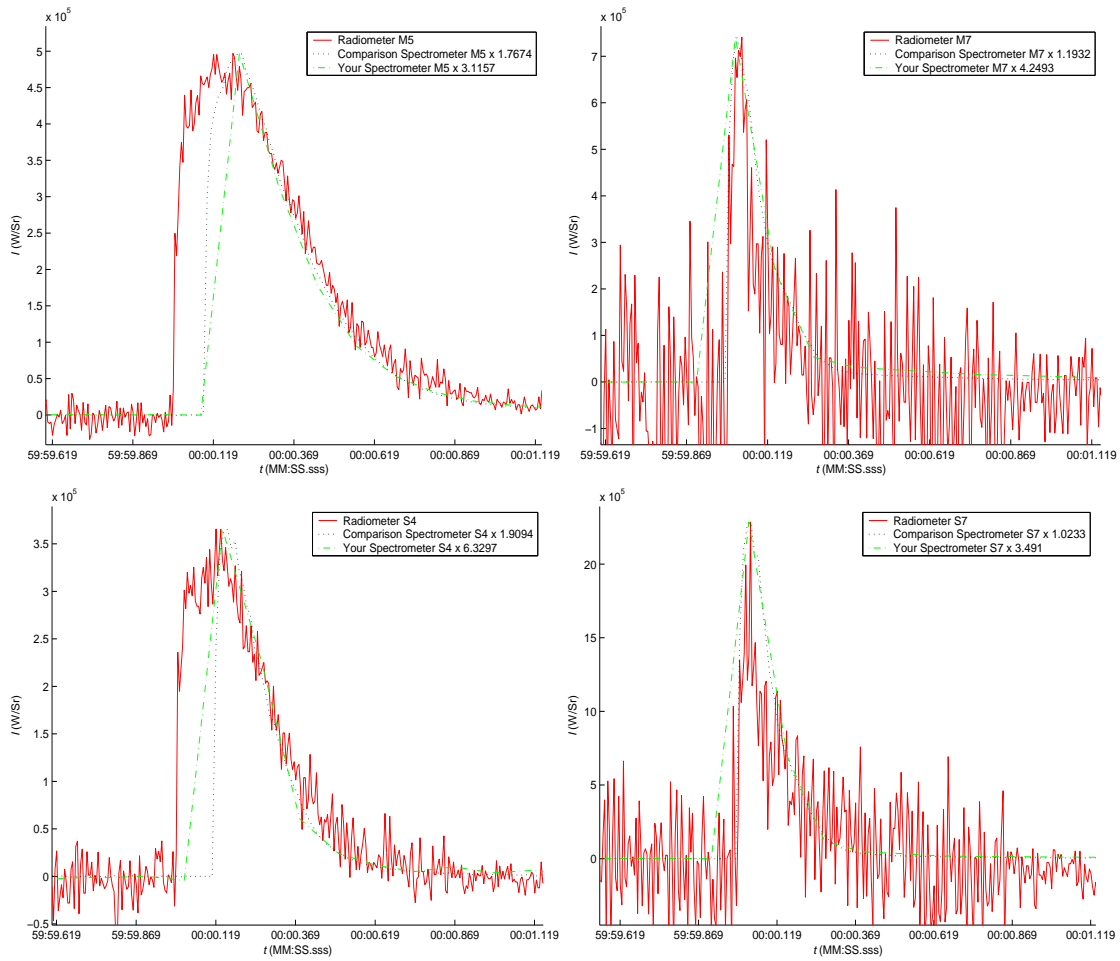 x 10⁵
Radiometer M5
Comparison Spectrometer M5 x 1.7674
Your Spectrometer M5 x 3.1157
5
4.5
4
3.5
3
2.5
2
1.5
1
0.5
0
I (W/Sr)
59:59.619 59:59.869 00:00.119 00:00.369 00:00.619 00:00.869 00:01.119
t (MM:SS.sss)
x 10⁵
Radiometer M7
Comparison Spectrometer M7 x 1.1932
Your Spectrometer M7 x 4.2493
7
6
5
4
3
2
1
0
−1
I (W/Sr)
59:59.619 59:59.869 00:00.119 00:00.369 00:00.619 00:00.869 00:01.119
t (MM:SS.sss)
x 10⁵
Radiometer S4
Comparison Spectrometer S4 x 1.9094
Your Spectrometer S4 x 6.3297
3.5
3
2.5
2
1.5
1
0.5
0
−0.5
I (W/Sr)
59:59.619 59:59.869 00:00.119 00:00.369 00:00.619 00:00.869 00:01.119
t (MM:SS.sss)
x 10⁵
Radiometer S7
Comparison Spectrometer S7 x 1.0233
Your Spectrometer S7 x 3.491
20
15
10
5
0
I (W/Sr)
59:59.619 59:59.869 00:00.119 00:00.369 00:00.619 00:00.869 00:01.119
t (MM:SS.sss)